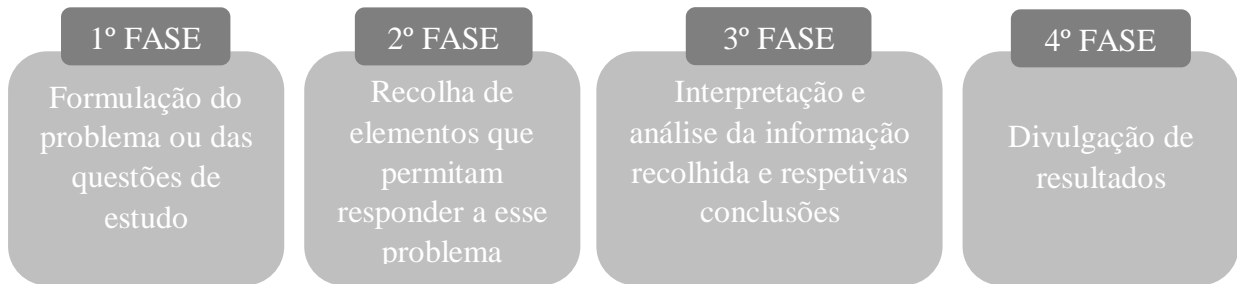 1º FASE
Formulação do
problema ou das
questões de
estudo
2º FASE
Recolha de
elementos que
permitam
responder a esse
problema
3º FASE
Interpretação e
análise da informação
recolhida e respetivas
conclusões
4º FASE
Divulgação de
resultados